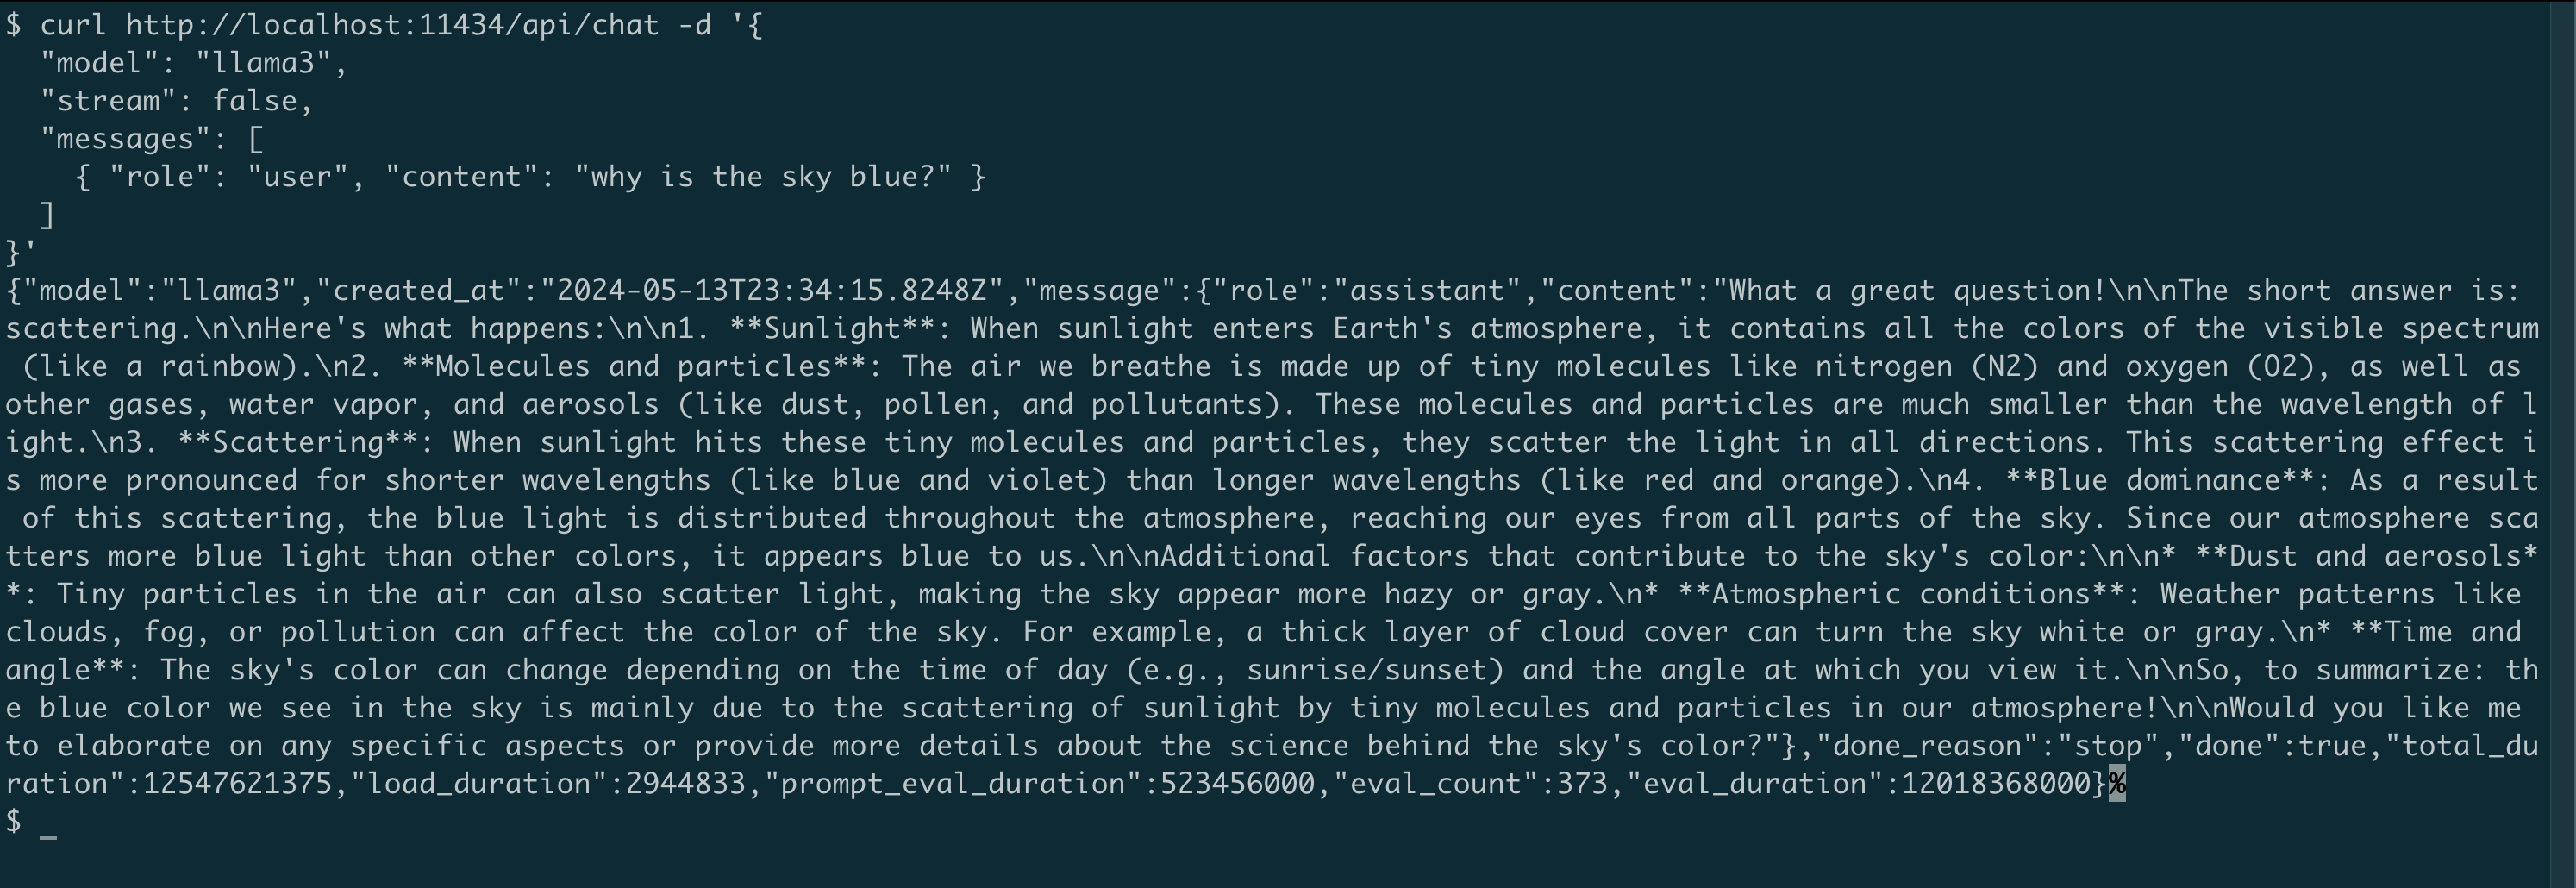 $ curl http://localhost:11434/api/chat -d '{
  "model": "llama3",
  "stream": false,
  "messages": [
    { "role": "user", "content": "why is the sky blue?" }
  ]
}'
{"model":"llama3","created_at":"2024-05-13T23:34:15.8248Z","message":{"role":"assistant","content":"What a great question!\n\nThe short answer is:
scattering.\n\nHere's what happens:\n\n1. **Sunlight**: When sunlight enters Earth's atmosphere, it contains all the colors of the visible spectrum
 (like a rainbow).\n2. **Molecules and particles**: The air we breathe is made up of tiny molecules like nitrogen (N2) and oxygen (O2), as well as
other gases, water vapor, and aerosols (like dust, pollen, and pollutants). These molecules and particles are much smaller than the wavelength of l
ight.\n3. **Scattering**: When sunlight hits these tiny molecules and particles, they scatter the light in all directions. This scattering effect i
s more pronounced for shorter wavelengths (like blue and violet) than longer wavelengths (like red and orange).\n4. **Blue dominance**: As a result
 of this scattering, the blue light is distributed throughout the atmosphere, reaching our eyes from all parts of the sky. Since our atmosphere sca
tters more blue light than other colors, it appears blue to us.\n\nAdditional factors that contribute to the sky's color:\n\n* **Dust and aerosols*
*: Tiny particles in the air can also scatter light, making the sky appear more hazy or gray.\n* **Atmospheric conditions**: Weather patterns like
clouds, fog, or pollution can affect the color of the sky. For example, a thick layer of cloud cover can turn the sky white or gray.\n* **Time and
angle**: The sky's color can change depending on the time of day (e.g., sunrise/sunset) and the angle at which you view it.\n\nSo, to summarize: th
e blue color we see in the sky is mainly due to the scattering of sunlight by tiny molecules and particles in our atmosphere!\n\nWould you like me
to elaborate on any specific aspects or provide more details about the science behind the sky's color?"},"done_reason":"stop","done":true,"total_du
ration":12547621375,"load_duration":2944833,"prompt_eval_duration":523456000,"eval_count":373,"eval_duration":12018368000}%
$ _